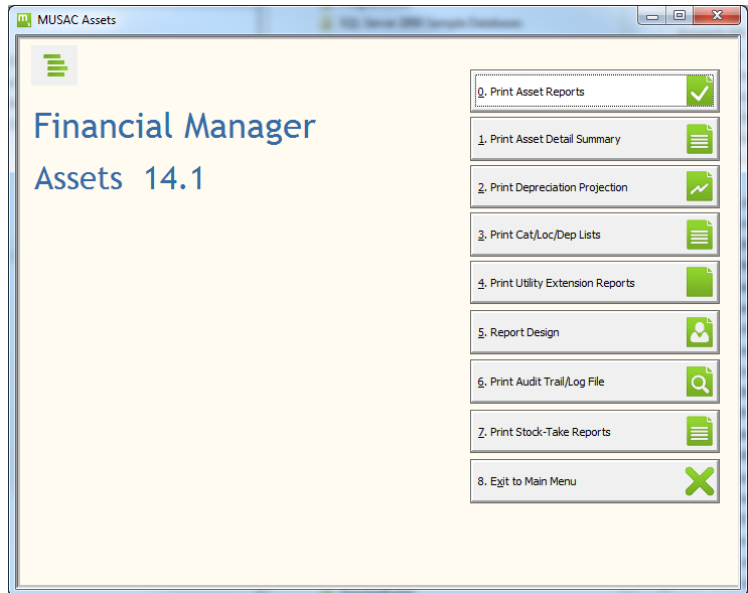 MUSAC Assets
Financial Manager
Assets 14.1
0. Print Asset Reports
1. Print Asset Detail Summary
2. Print Depreciation Projection
3. Print Cat/Loc/Dep Lists
4. Print Utility Extension Reports
5. Report Design
6. Print Audit Trail/Log File
7. Print Stock-Take Reports
8. Exit to Main Menu